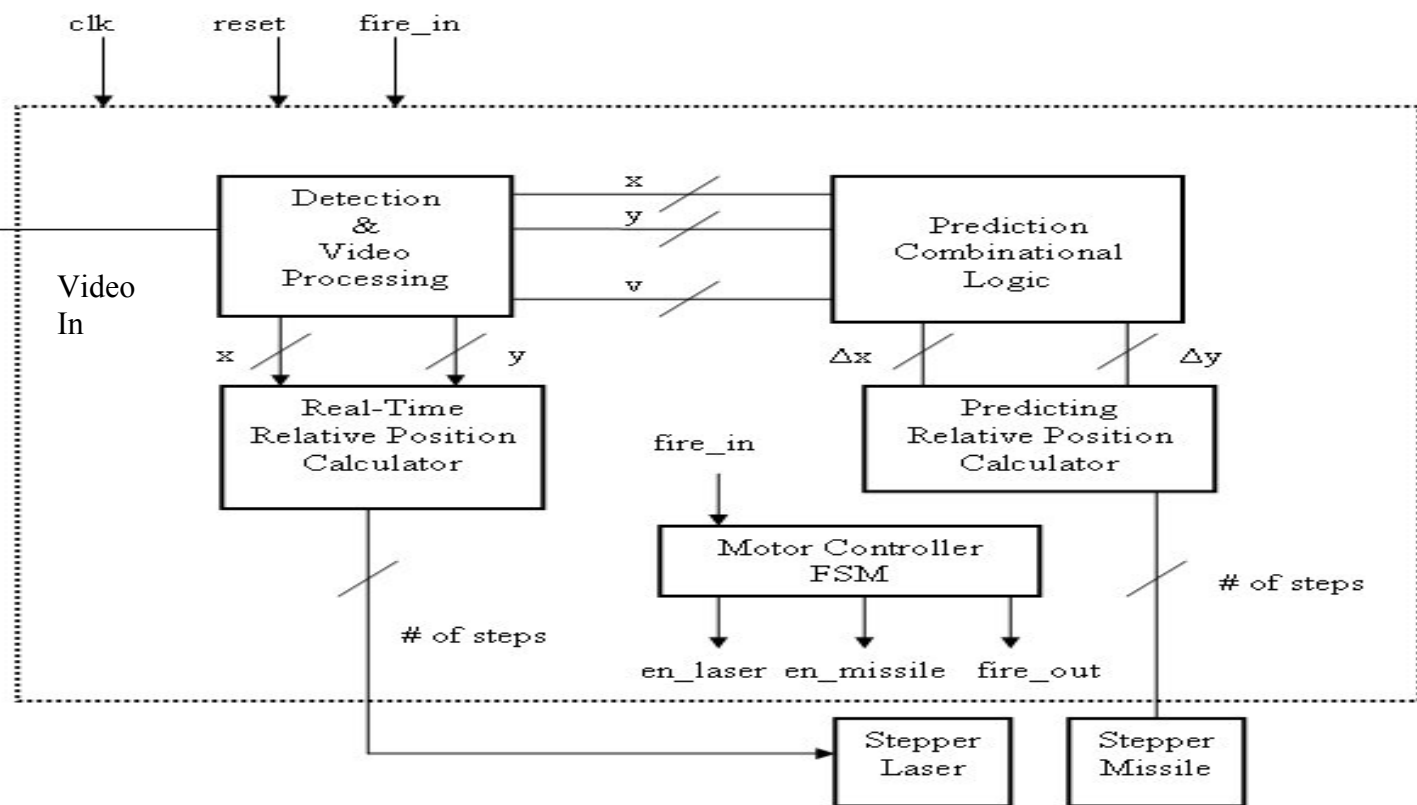 clk
reset
fire_in
Detection
&
Video
Processing
x
y
v
Prediction
Combinational
Logic
Video
In
x
y
Δx
Δy
Real-Time
Relative Position
Calculator
Predicting
Relative Position
Calculator
fire_in
Motor Controller
FSM
# of steps
# of steps
en_laser
en_missile
fire_out
Stepper
Laser
Stepper
Missile